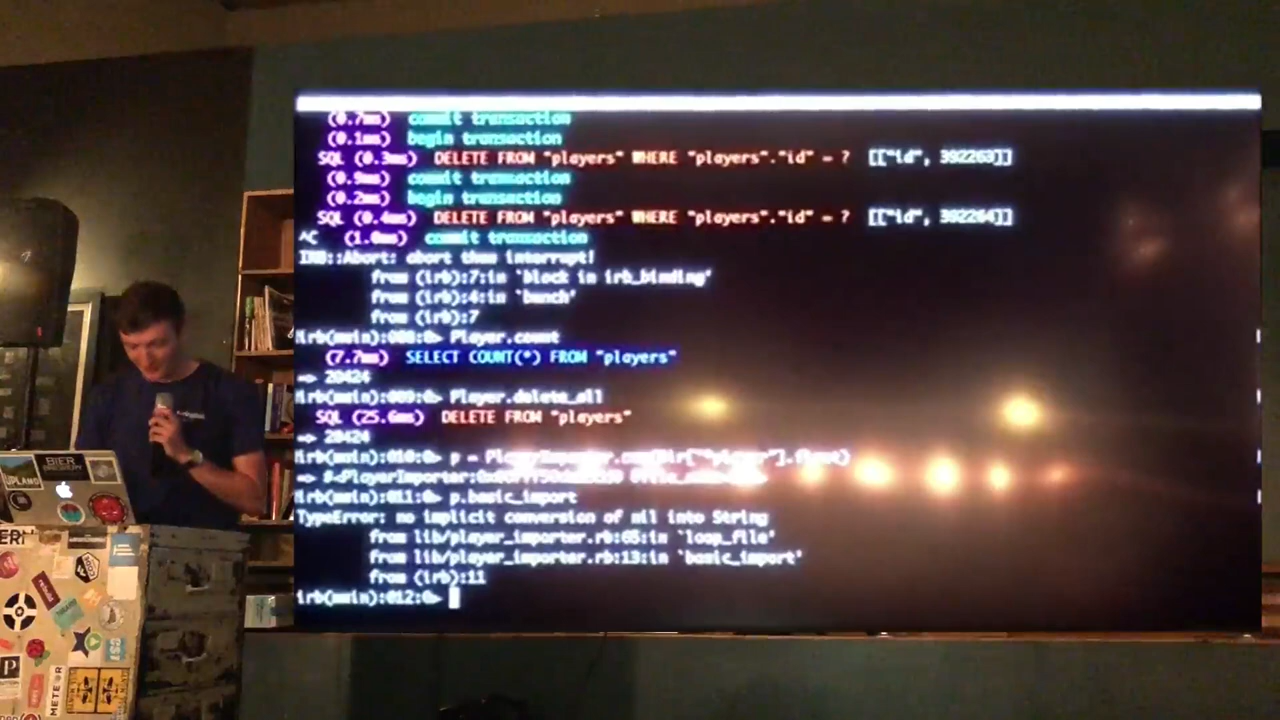 (0.7ms) commit transaction
(0.1ms) begin transaction
SQL (0.3ms) DELETE FROM "players" WHERE "players"."id" = ? [["id", 392263]]
(0.9ms) commit transaction
(0.2ms) begin transaction
SQL (0.4ms) DELETE FROM "players" WHERE "players"."id" = ? [["id", 392264]]
^C (1.0ms) commit transaction
IRB::Abort: abort then interrupt!
from (irb):7:in `block in irb_binding'
from (irb):4:in `bunch'
from (irb):7
irb(main):008:0> Player.count
(7.7ms) SELECT COUNT(*) FROM "players"
=> 20424
irb(main):009:0> Player.delete_all
SQL (25.6ms) DELETE FROM "players"
=> 20424
irb(main):010:0> p =
=> #<PlayerImporter
irb(main):011:0> p.basic_import
TypeError: no implicit conversion of nil into String
from lib/player_importer.rb:65:in `loop_file'
from lib/player_importer.rb:13:in `basic_import'
from (irb):11
irb(main):012:0>
BIER
BREWERY
UPLAND
METEOR